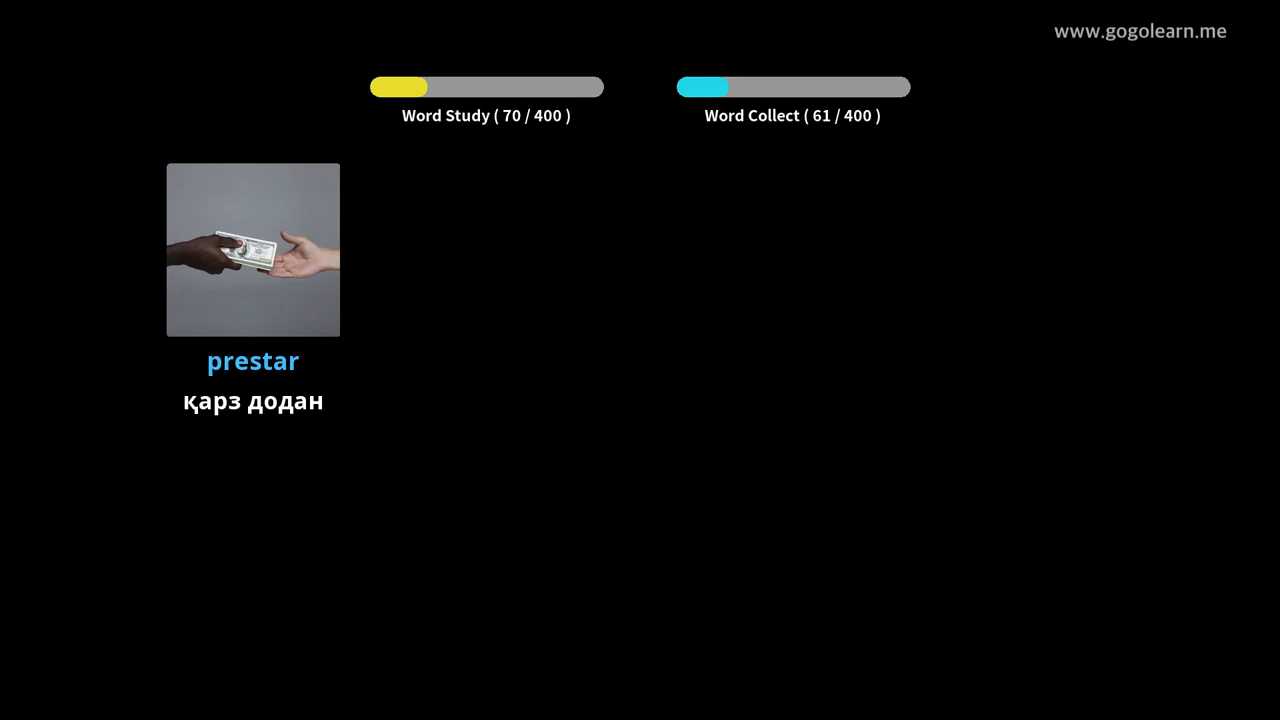 www.gogolearn.me
Word Study ( 70 / 400 )
Word Collect ( 61 / 400 )
prestar
қарз додан